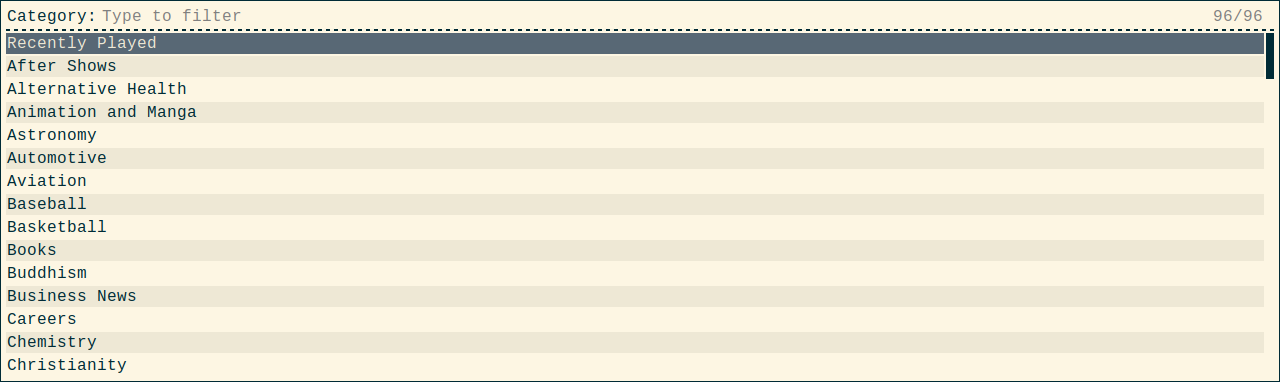 Category: Type to filter 96/96
Recently Played
After Shows
Alternative Health
Animation and Manga
Astronomy
Automotive
Aviation
Baseball
Basketball
Books
Buddhism
Business News
Careers
Chemistry
Christianity